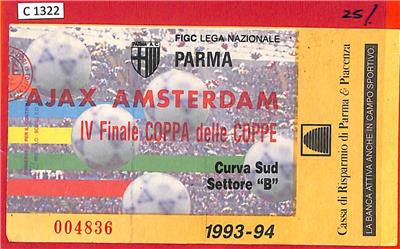 C 1322
25/.
FIGC LEGA NAZIONALE
PARMA A.C.
PARMA
AJAX AMSTERDAM
IV Finale COPPA delle COPPE
Curva Sud
Settore "B"
004836
1993-94
Cassa di Risparmio di Parma & Piacenza
LA BANCA ATTIVA ANCHE IN CAMPO SPORTIVO.